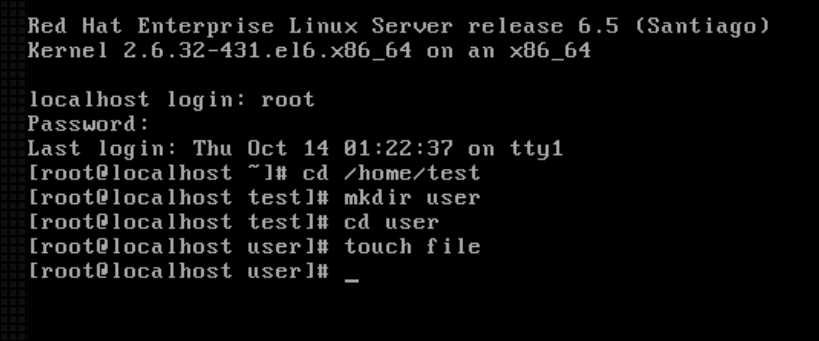 Red Hat Enterprise Linux Server release 6.5 (Santiago)
Kernel 2.6.32-431.el6.x86_64 on an x86_64
localhost login: root
Password:
Last login: Thu Oct 14 01:22:37 on tty1
[root@localhost ~]# cd /home/test
[root@localhost test]# mkdir user
[root@localhost test]# cd user
[root@localhost user]# touch file
[root@localhost user]# _